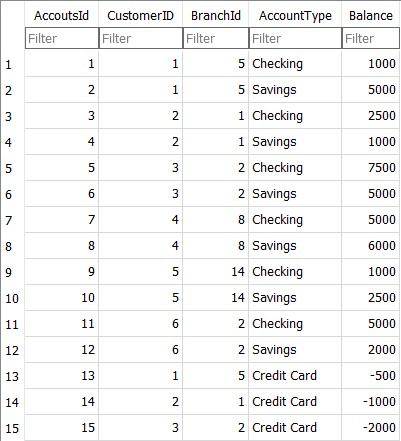 AccoutsId CustomerID BranchId AccountType Balance
Filter Filter Filter Filter Filter
1 1 1 5 Checking 1000
2 2 1 5 Savings 5000
3 3 2 1 Checking 2500
4 4 2 1 Savings 1000
5 5 3 2 Checking 7500
6 6 3 2 Savings 5000
7 7 4 8 Checking 5000
8 8 4 8 Savings 6000
9 9 5 14 Checking 1000
10 10 5 14 Savings 2500
11 11 6 2 Checking 5000
12 12 6 2 Savings 2000
13 13 1 5 Credit Card -500
14 14 2 1 Credit Card -1000
15 15 3 2 Credit Card -2000